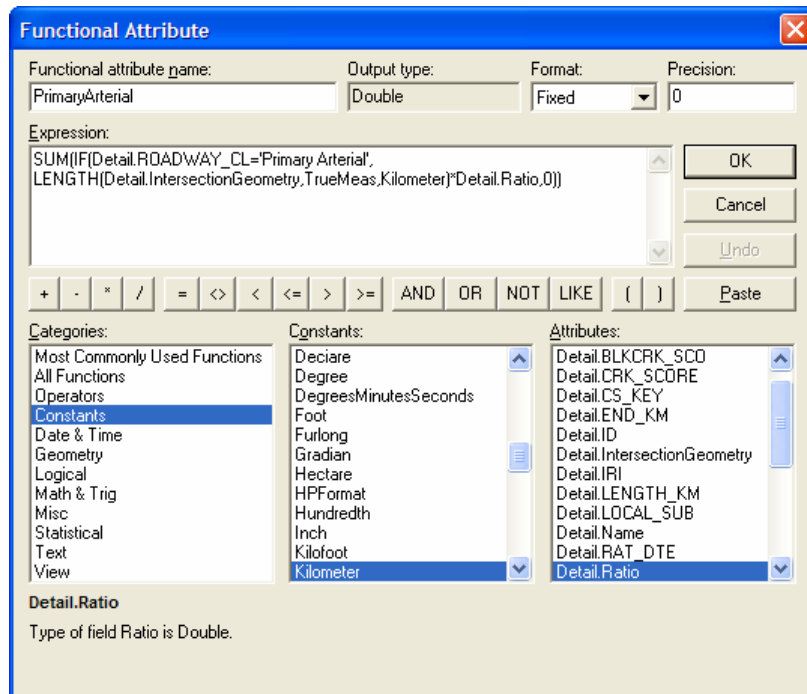 Functional Attribute
Functional attribute name: Output type: Format: Precision:
PrimaryArterial Double Fixed 0
Expression:
SUM(IF(Detail.ROADWAY_CL='Primary Arterial',
LENGTH(Detail.IntersectionGeometry,TrueMeas,Kilometer)*Detail.Ratio,0))
OK
Cancel
Undo
+ - * / = <> < <= > >= AND OR NOT LIKE ( ) Paste
Categories:
Most Commonly Used Functions
All Functions
Operators
Constants
Date & Time
Geometry
Logical
Math & Trig
Misc
Statistical
Text
View
Constants:
Deciare
Degree
DegreesMinutesSeconds
Foot
Furlong
Gradian
Hectare
HPFormat
Hundredth
Inch
Kilofoot
Kilometer
Attributes:
Detail.BLKCRK_SCO
Detail.CRK_SCORE
Detail.CS_KEY
Detail.END_KM
Detail.ID
Detail.IntersectionGeometry
Detail.IRI
Detail.LENGTH_KM
Detail.LOCAL_SUB
Detail.Name
Detail.RAT_DTE
Detail.Ratio
Detail.Ratio
Type of field Ratio is Double.